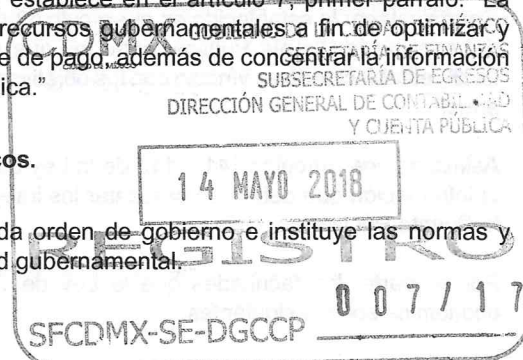 establece en el artículo 7, primer párrafo: "La
recursos gubernamentales a fin de optimizar y
e de pago, además de concentrar la información
ica."
CDMX
CIUDAD DE MÉXICO
SECRETARÍA DE FINANZAS
SUBSECRETARÍA DE EGRESOS
DIRECCIÓN GENERAL DE CONTABILIDAD
Y CUENTA PÚBLICA
os.
14 MAYO 2018
da orden de gobierno, e instituye las normas y
d gubernamental.
REGISTRO
007/17
SFCDMX-SE-DGCCP